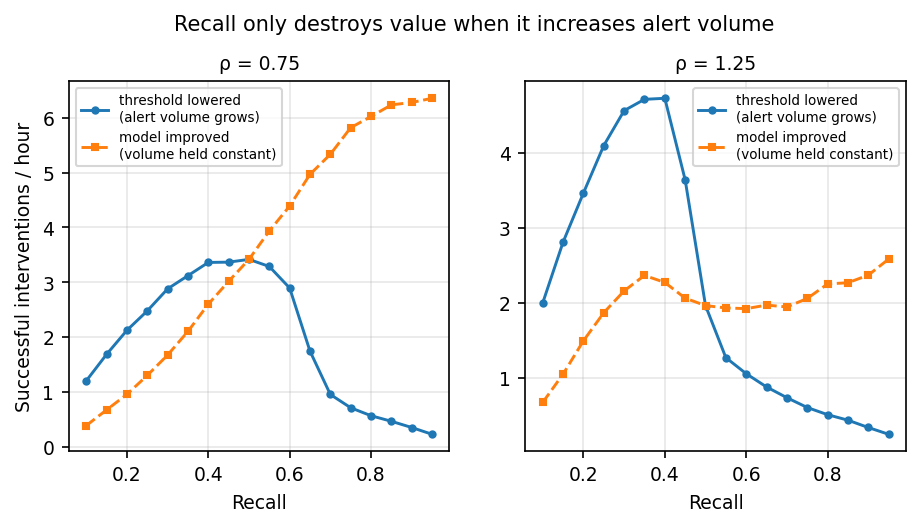 Recall only destroys value when it increases alert volume
ρ = 0.75
threshold lowered
(alert volume grows)
model improved
(volume held constant)
Successful interventions / hour
6
5
4
3
2
1
0
0.2 0.4 0.6 0.8
Recall
ρ = 1.25
threshold lowered
(alert volume grows)
model improved
(volume held constant)
4
3
2
1
0.2 0.4 0.6 0.8
Recall